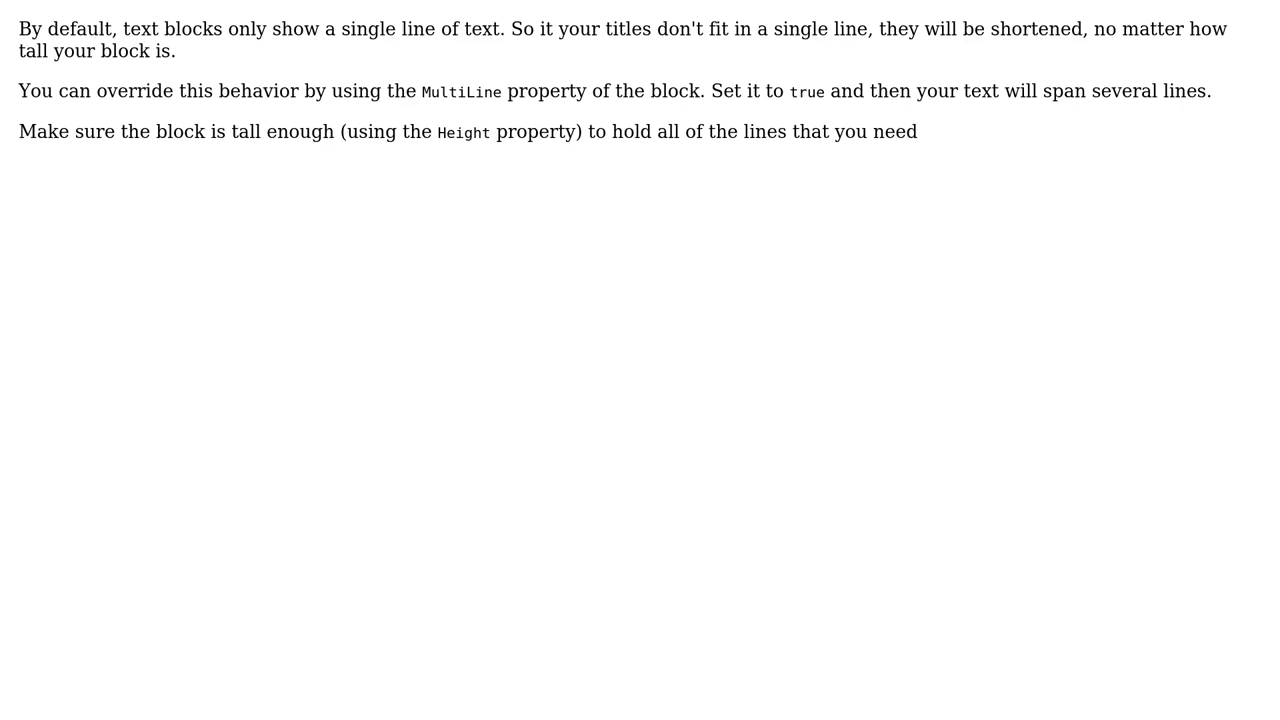 By default, text blocks only show a single line of text. So it your titles don't fit in a single line, they will be shortened, no matter how
tall your block is.
You can override this behavior by using the MultiLine property of the block. Set it to true and then your text will span several lines.
Make sure the block is tall enough (using the Height property) to hold all of the lines that you need